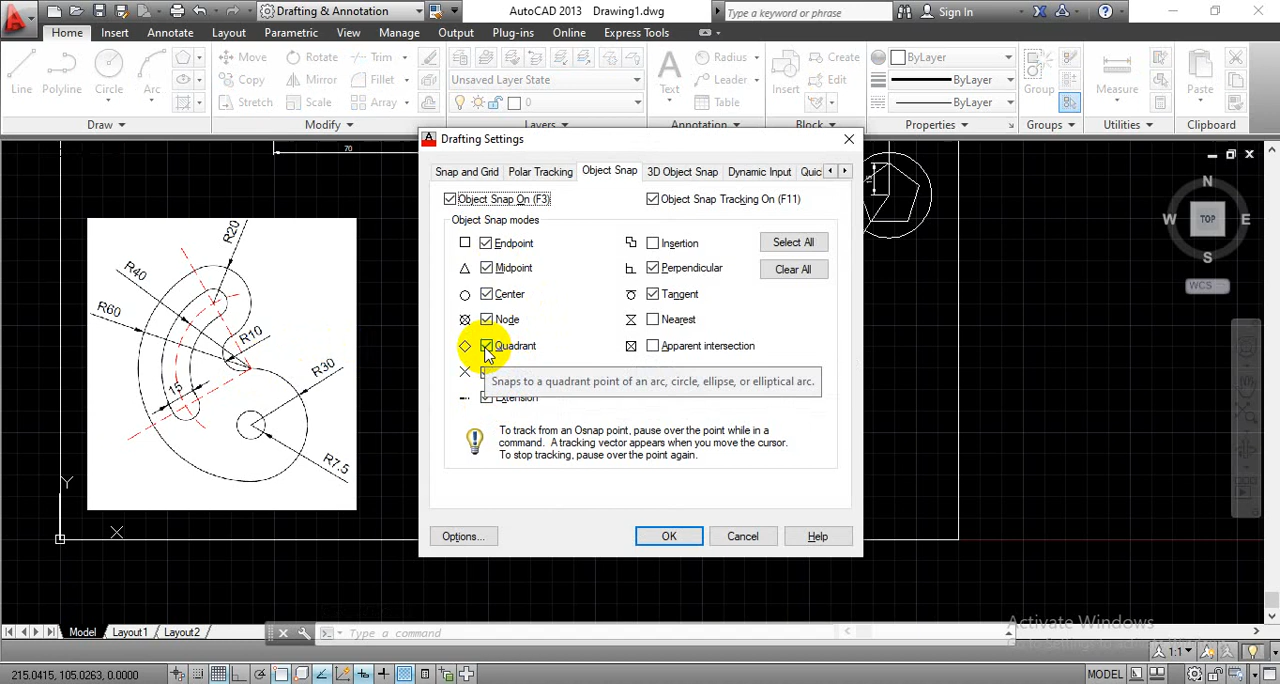 Drafting & Annotation
AutoCAD 2013 Drawing1.dwg
Type a keyword or phrase
Sign In
Home Insert Annotate Layout Parametric View Manage Output Plug-ins Online Express Tools
Line Polyline Circle Arc
Move Rotate Trim
Copy Mirror Fillet
Stretch Scale Array
Unsaved Layer State
0
Text
Radius
Leader
Table
Insert
Create
Edit
ByLayer
ByLayer
ByLayer
Group
Measure
Paste
Draw Modify Layers Annotation Block Properties Groups Utilities Clipboard
70
Drafting Settings
Snap and Grid Polar Tracking Object Snap 3D Object Snap Dynamic Input Quic
Object Snap On (F3)
Object Snap Tracking On (F11)
Object Snap modes
Endpoint Insertion Select All
Midpoint Perpendicular Clear All
Center Tangent
Node Nearest
Quadrant Apparent intersection
Snaps to a quadrant point of an arc, circle, ellipse, or elliptical arc.
Extension
To track from an Osnap point, pause over the point while in a
command. A tracking vector appears when you move the cursor.
To stop tracking, pause over the point again.
Options... OK Cancel Help
R20
R40
R60
R10
R30
15
R7.5
Y
X
N
W TOP E
S
WCS
Model Layout1 Layout2
Type a command
Activate Windows
1:1
215.0415, 105.0263, 0.0000
MODEL